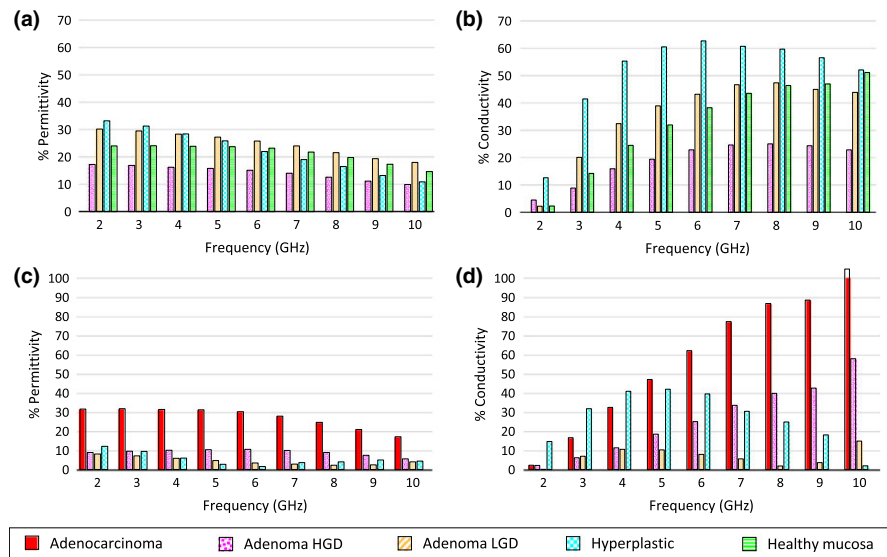 (a)
70
60
50
40
30
20
10
0
% Permittivity
2 3 4 5 6 7 8 9 10
Frequency (GHz)
(b)
70
60
50
40
30
20
10
0
% Conductivity
2 3 4 5 6 7 8 9 10
Frequency (GHz)
(c)
100
90
80
70
60
50
40
30
20
10
0
% Permittivity
2 3 4 5 6 7 8 9 10
Frequency (GHz)
(d)
100
90
80
70
60
50
40
30
20
10
0
% Conductivity
2 3 4 5 6 7 8 9 10
Frequency (GHz)
Adenocarcinoma Adenoma HGD Adenoma LGD Hyperplastic Healthy mucosa